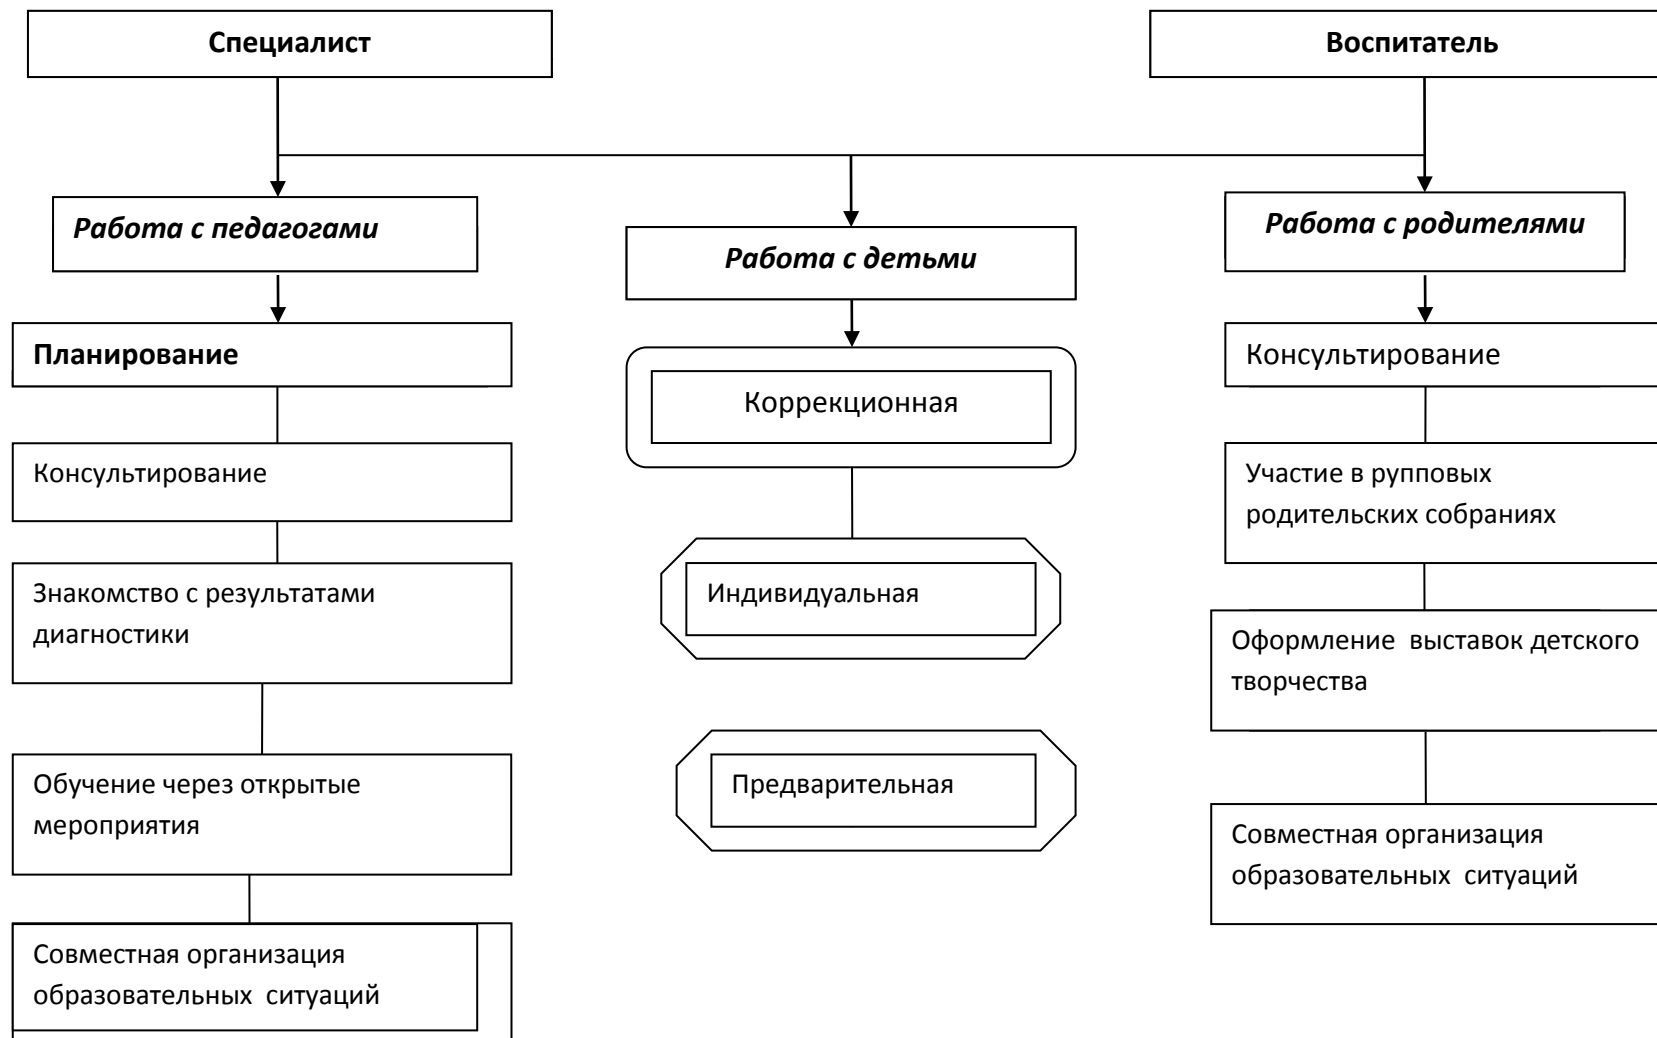 Специалист
Воспитатель
Работа с педагогами
Работа с детьми
Работа с родителями
Планирование
Консультирование
Знакомство с результатами
диагностики
Обучение через открытые
мероприятия
Совместная организация
образовательных ситуаций
Коррекционная
Индивидуальная
Предварительная
Консультирование
Участие в рупповых
родительских собраниях
Оформление выставок детского
творчества
Совместная организация
образовательных ситуаций